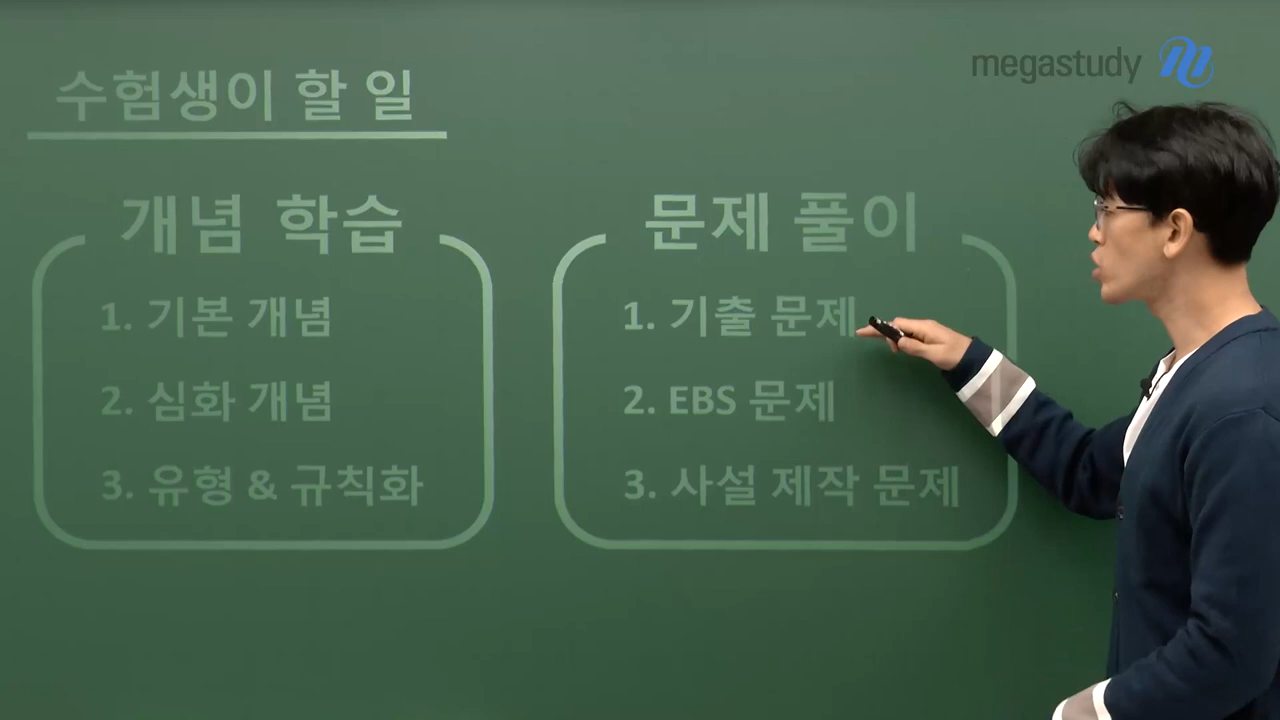 megastudy
수험생이 할 일
개념 학습
1. 기본 개념
2. 심화 개념
3. 유형 & 규칙화
문제 풀이
1. 기출 문제
2. EBS 문제
3. 사설 제작 문제